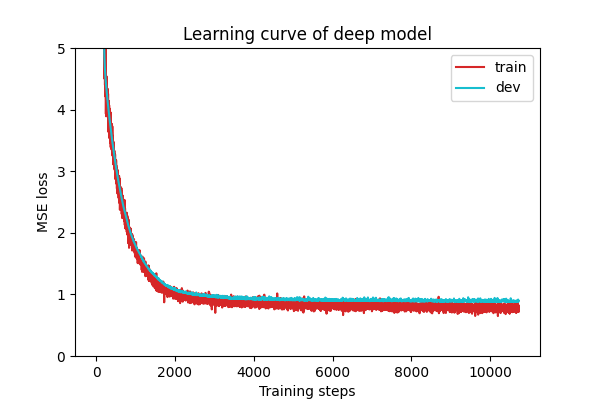 Learning curve of deep model
5
4
3
2
1
0
MSE loss
train
dev
0 2000 4000 6000 8000 10000
Training steps